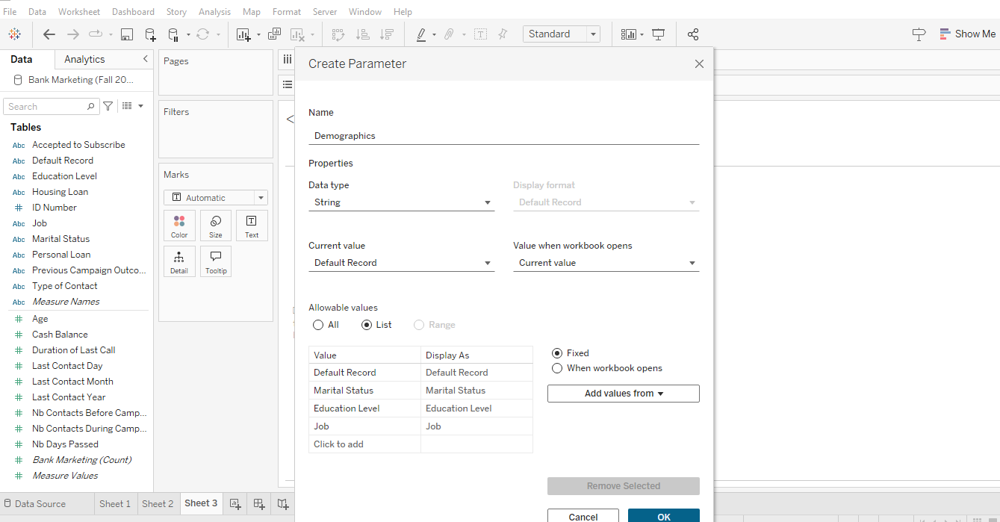 File Data Worksheet Dashboard Story Analysis Map Format Server Window Help
Standard
Show Me
Data Analytics
Bank Marketing (Fall 20...
Search
Tables
Abc Accepted to Subscribe
Abc Default Record
Abc Education Level
Abc Housing Loan
# ID Number
Abc Job
Abc Marital Status
Abc Personal Loan
Abc Previous Campaign Outco...
Abc Type of Contact
Abc Measure Names
# Age
# Cash Balance
# Duration of Last Call
# Last Contact Day
# Last Contact Month
# Last Contact Year
# Nb Contacts Before Camp...
# Nb Contacts During Camp...
# Nb Days Passed
# Bank Marketing (Count)
# Measure Values
Pages
Filters
Marks
T Automatic
Color Size Text
Detail Tooltip
Create Parameter
Name
Demographics
Properties
Data type Display format
String Default Record
Current value Value when workbook opens
Default Record Current value
Allowable values
All List Range
Value Display As
Default Record Default Record
Marital Status Marital Status
Education Level Education Level
Job Job
Click to add
Fixed
When workbook opens
Add values from
Remove Selected
Cancel OK
Data Source Sheet 1 Sheet 2 Sheet 3